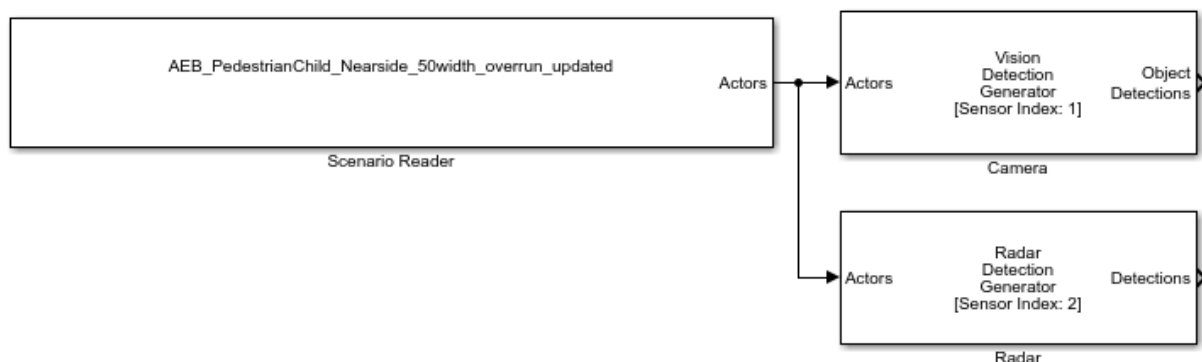 AEB_PedestrianChild_Nearside_50width_overrun_updated
Actors
Scenario Reader
Actors
Vision
Detection
Generator
[Sensor Index: 1]
Object
Detections
Camera
Actors
Radar
Detection
Generator
[Sensor Index: 2]
Detections
Radar